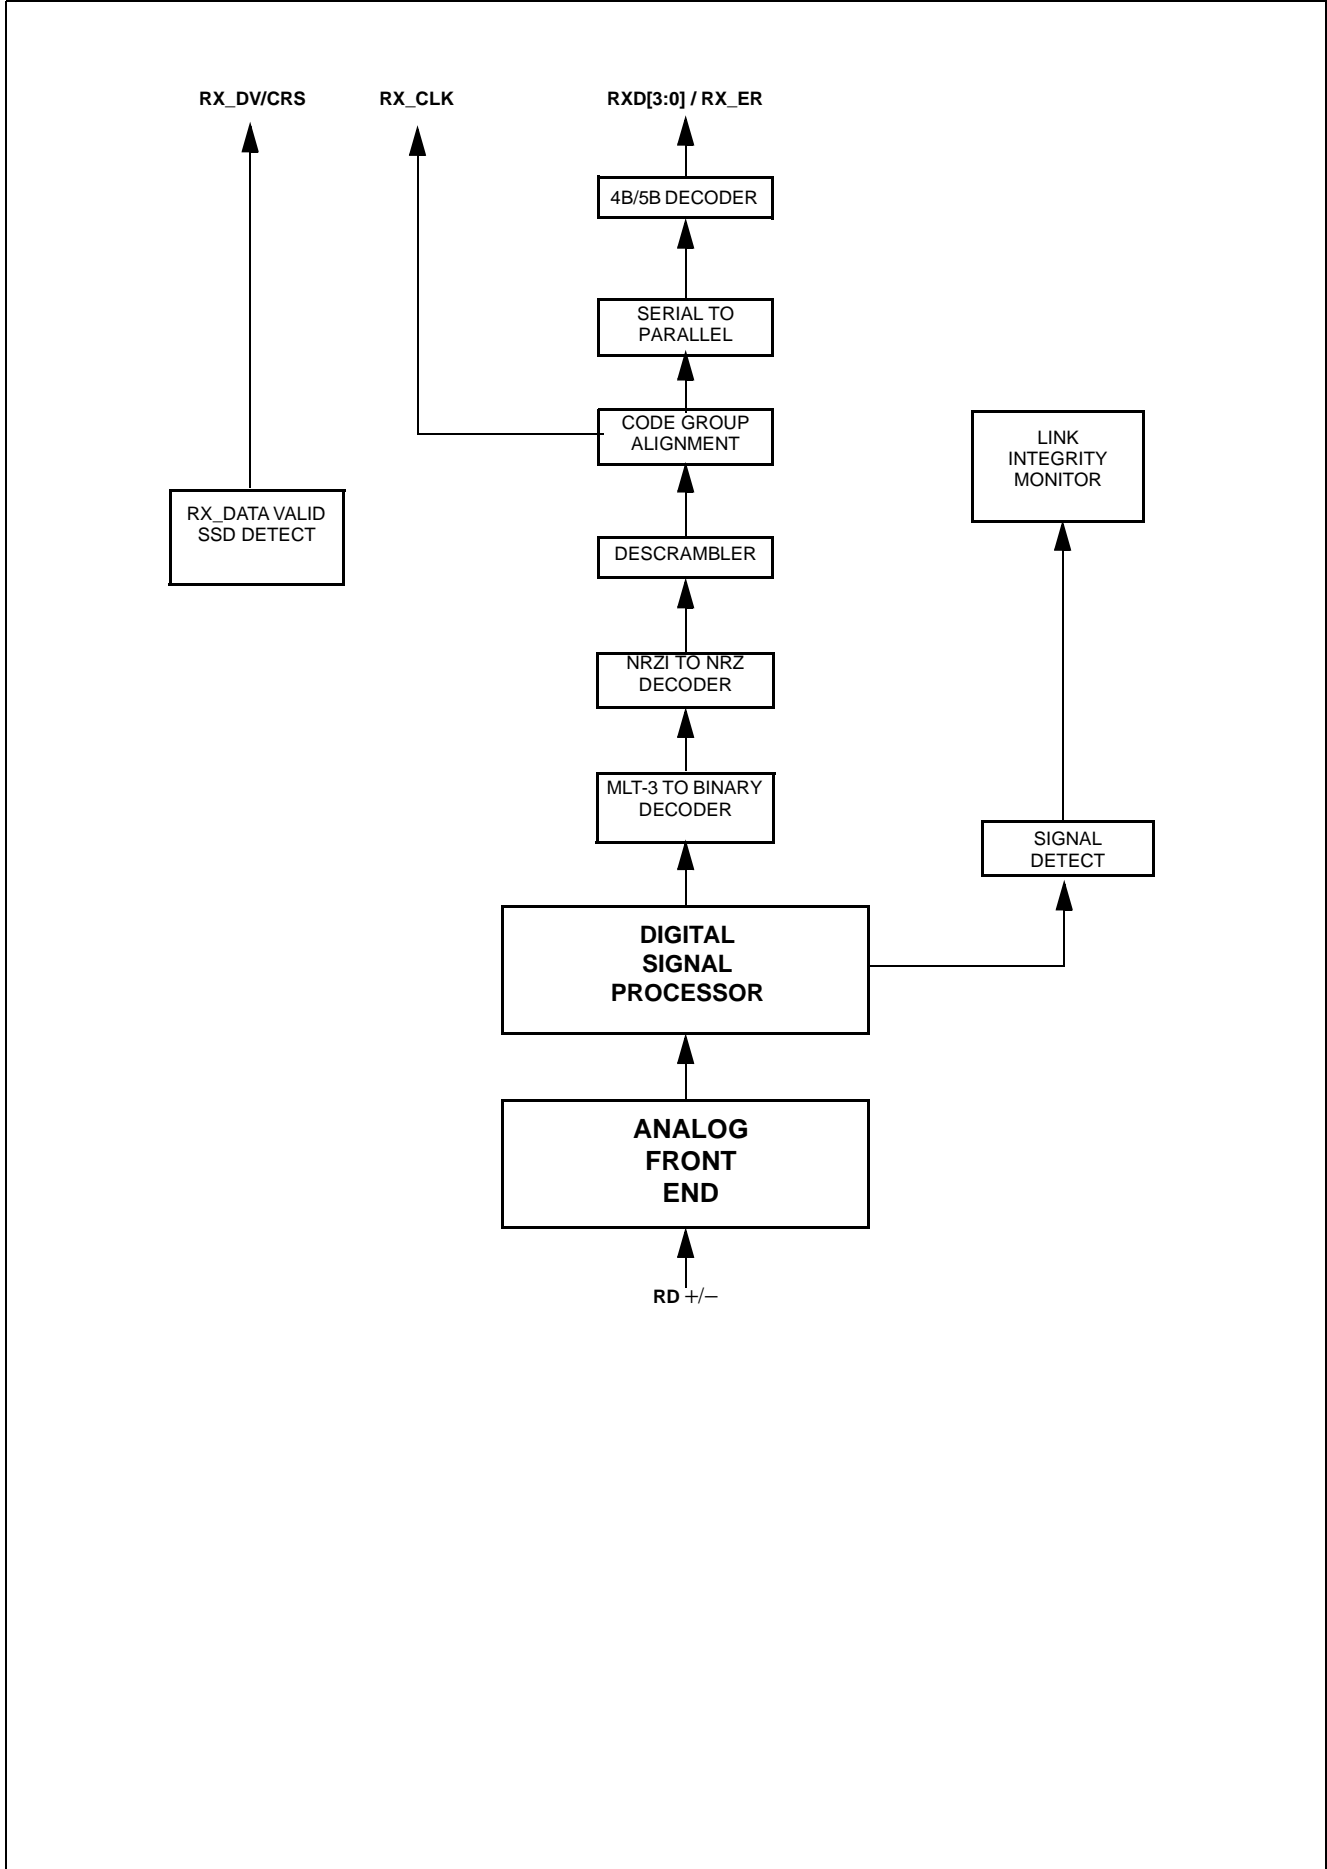 RX_DV/CRS
RX_CLK
RXD[3:0] / RX_ER
4B/5B DECODER
SERIAL TO
PARALLEL
CODE GROUP
ALIGNMENT
LINK
INTEGRITY
MONITOR
RX_DATA VALID
SSD DETECT
DESCRAMBLER
NRZI TO NRZ
DECODER
MLT-3 TO BINARY
DECODER
SIGNAL
DETECT
DIGITAL
SIGNAL
PROCESSOR
ANALOG
FRONT
END
RD +/−